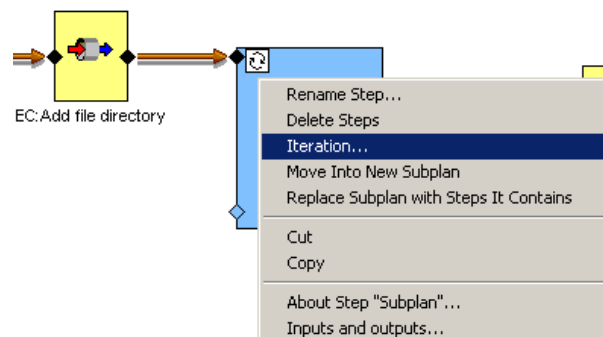 EC:Add file directory
Rename Step...
Delete Steps
Iteration...
Move Into New Subplan
Replace Subplan with Steps It Contains
Cut
Copy
About Step "Subplan"...
Inputs and outputs...